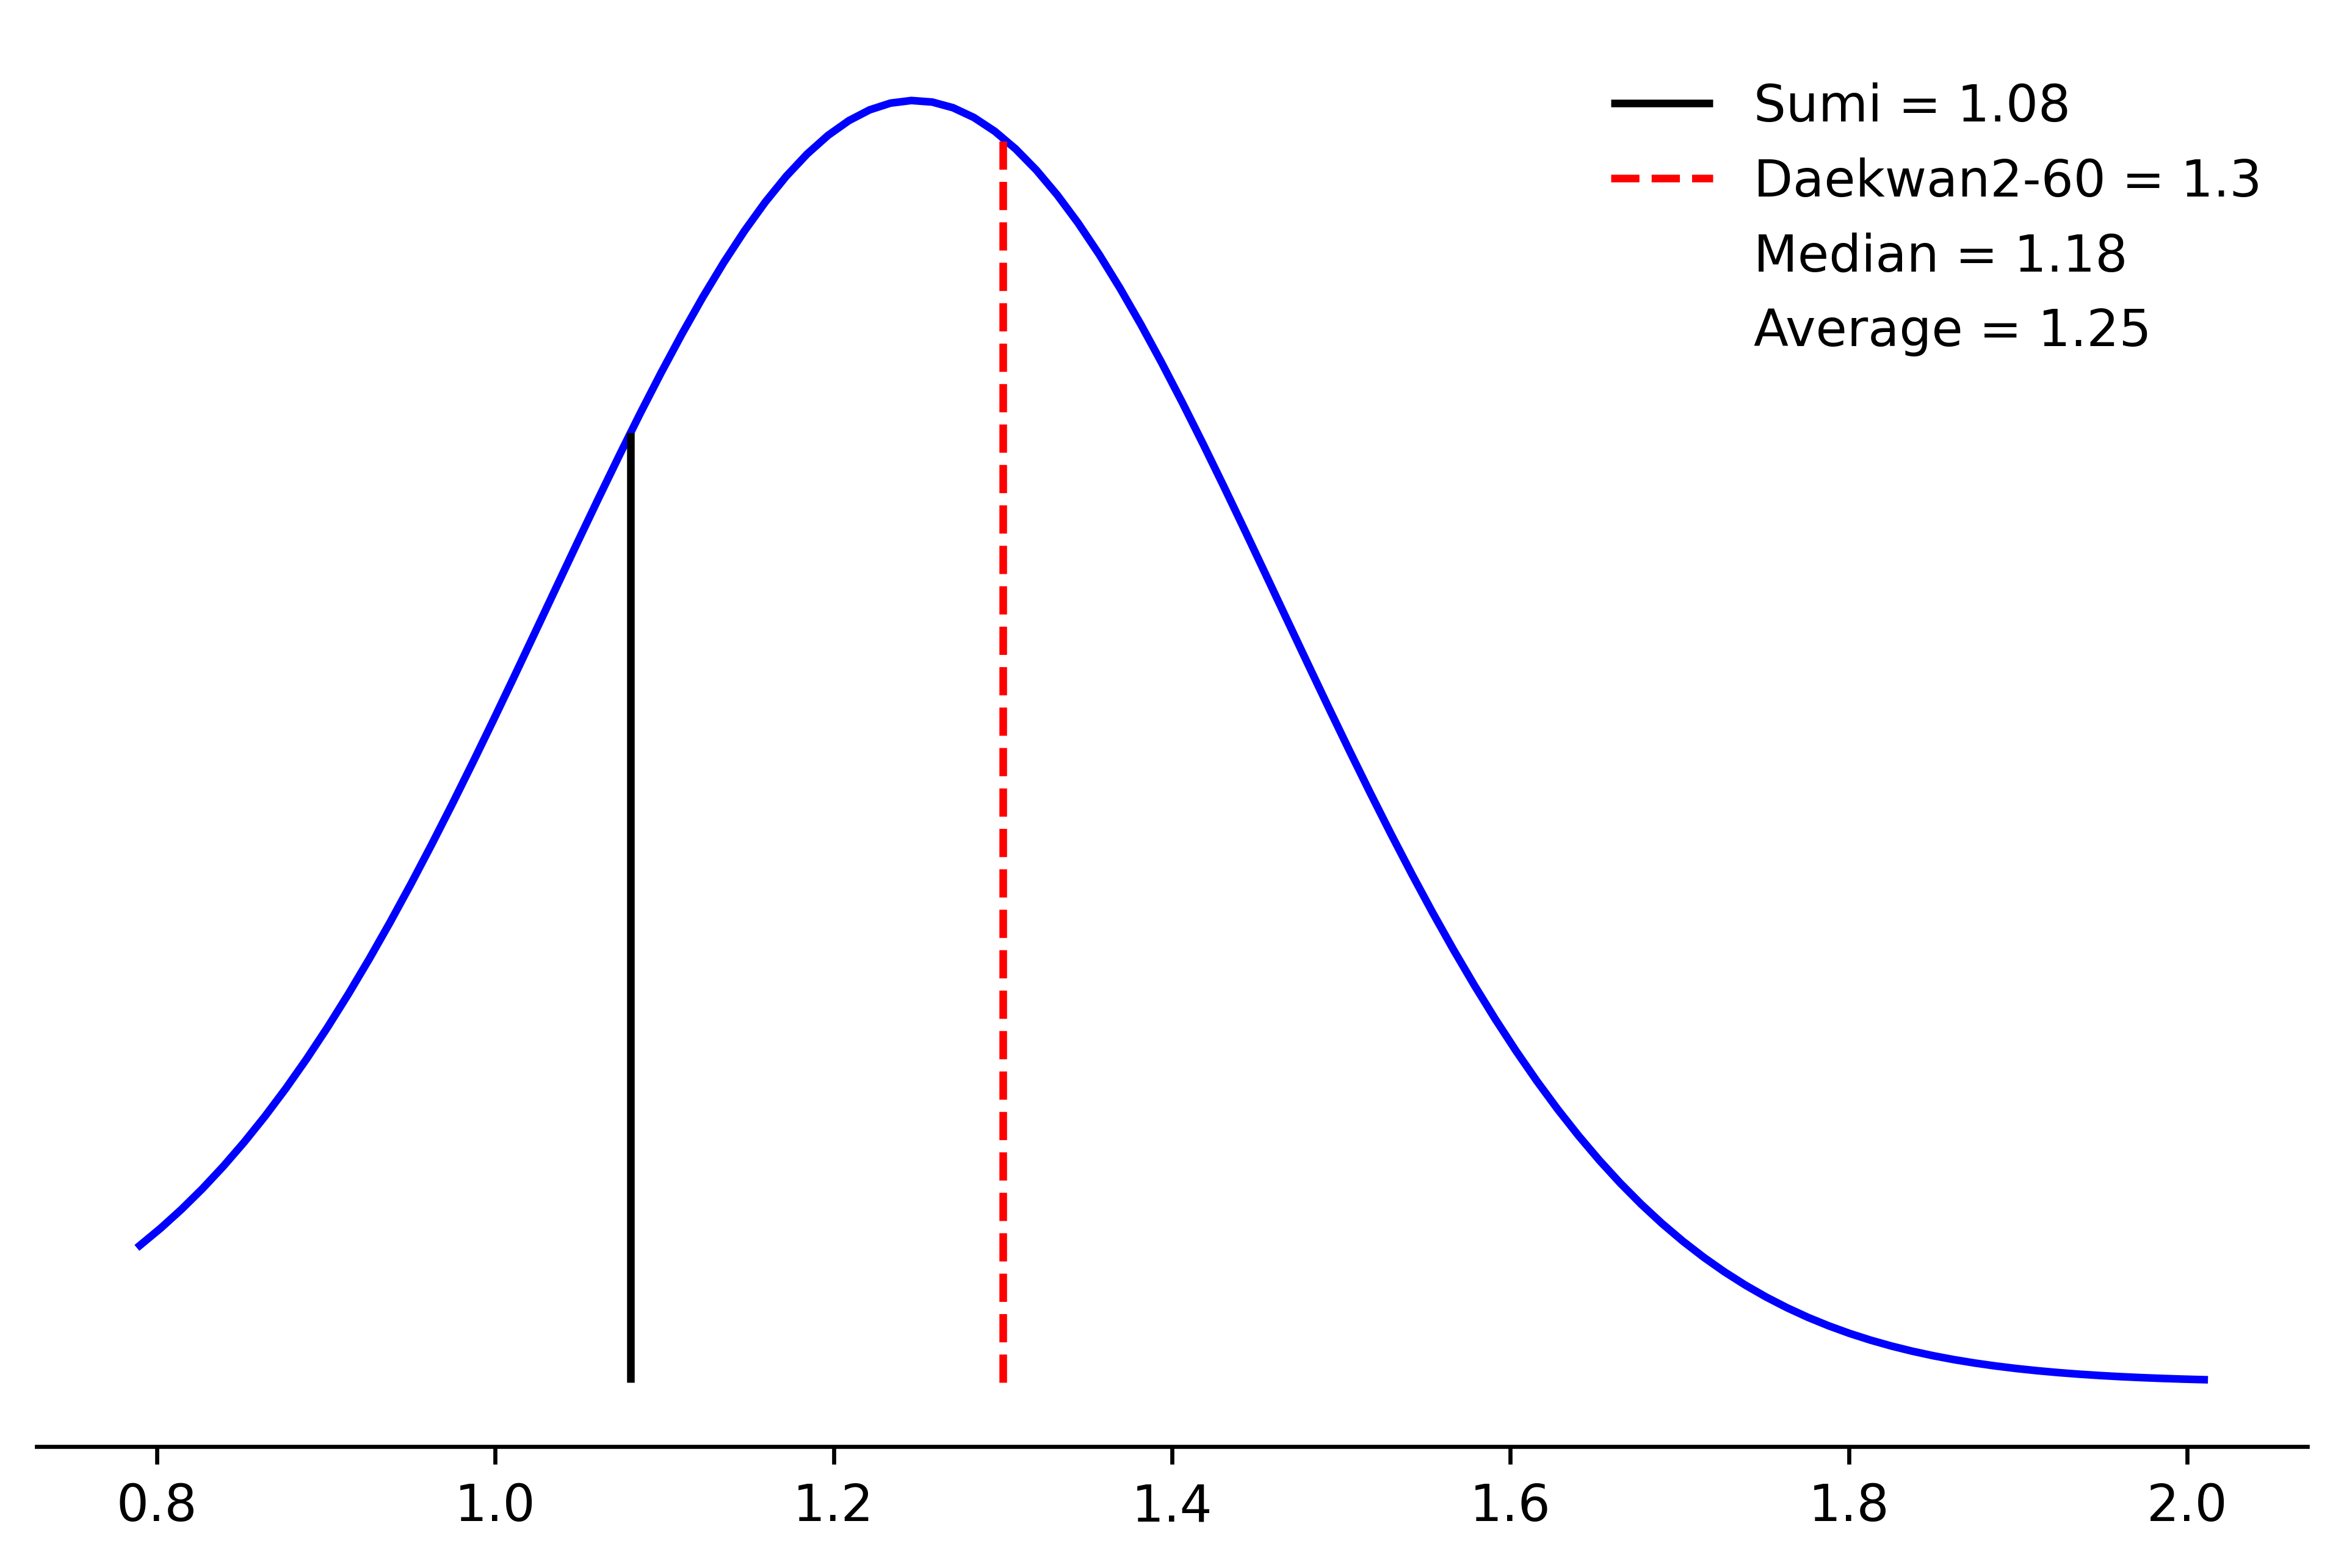 Sumi = 1.08
Daekwan2-60 = 1.3
Median = 1.18
Average = 1.25
0.8 1.0 1.2 1.4 1.6 1.8 2.0